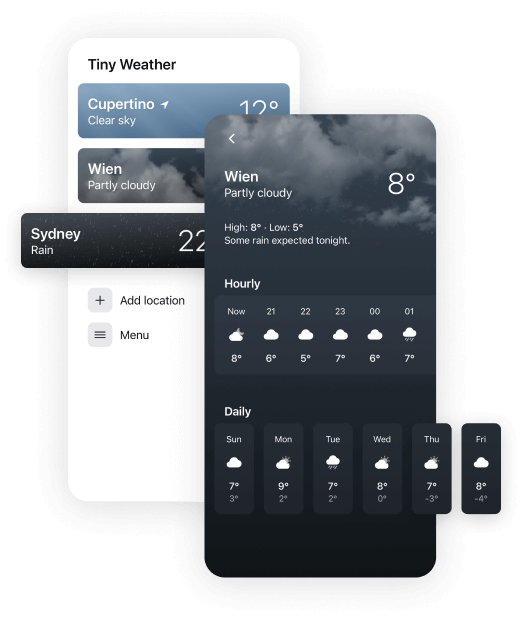 Tiny Weather
Cupertino
12°
Clear sky
Wien
Partly cloudy
Sydney
22
Rain
Add location
Menu
Wien
Partly cloudy
8°
High: 8° · Low: 5°
Some rain expected tonight.
Hourly
Now 21 22 23 00 01
8° 6° 5° 7° 6° 7°
Daily
Sun Mon Tue Wed Thu Fri
7° 9° 7° 8° 7° 8°
3° 2° 2° 0° -3° -4°